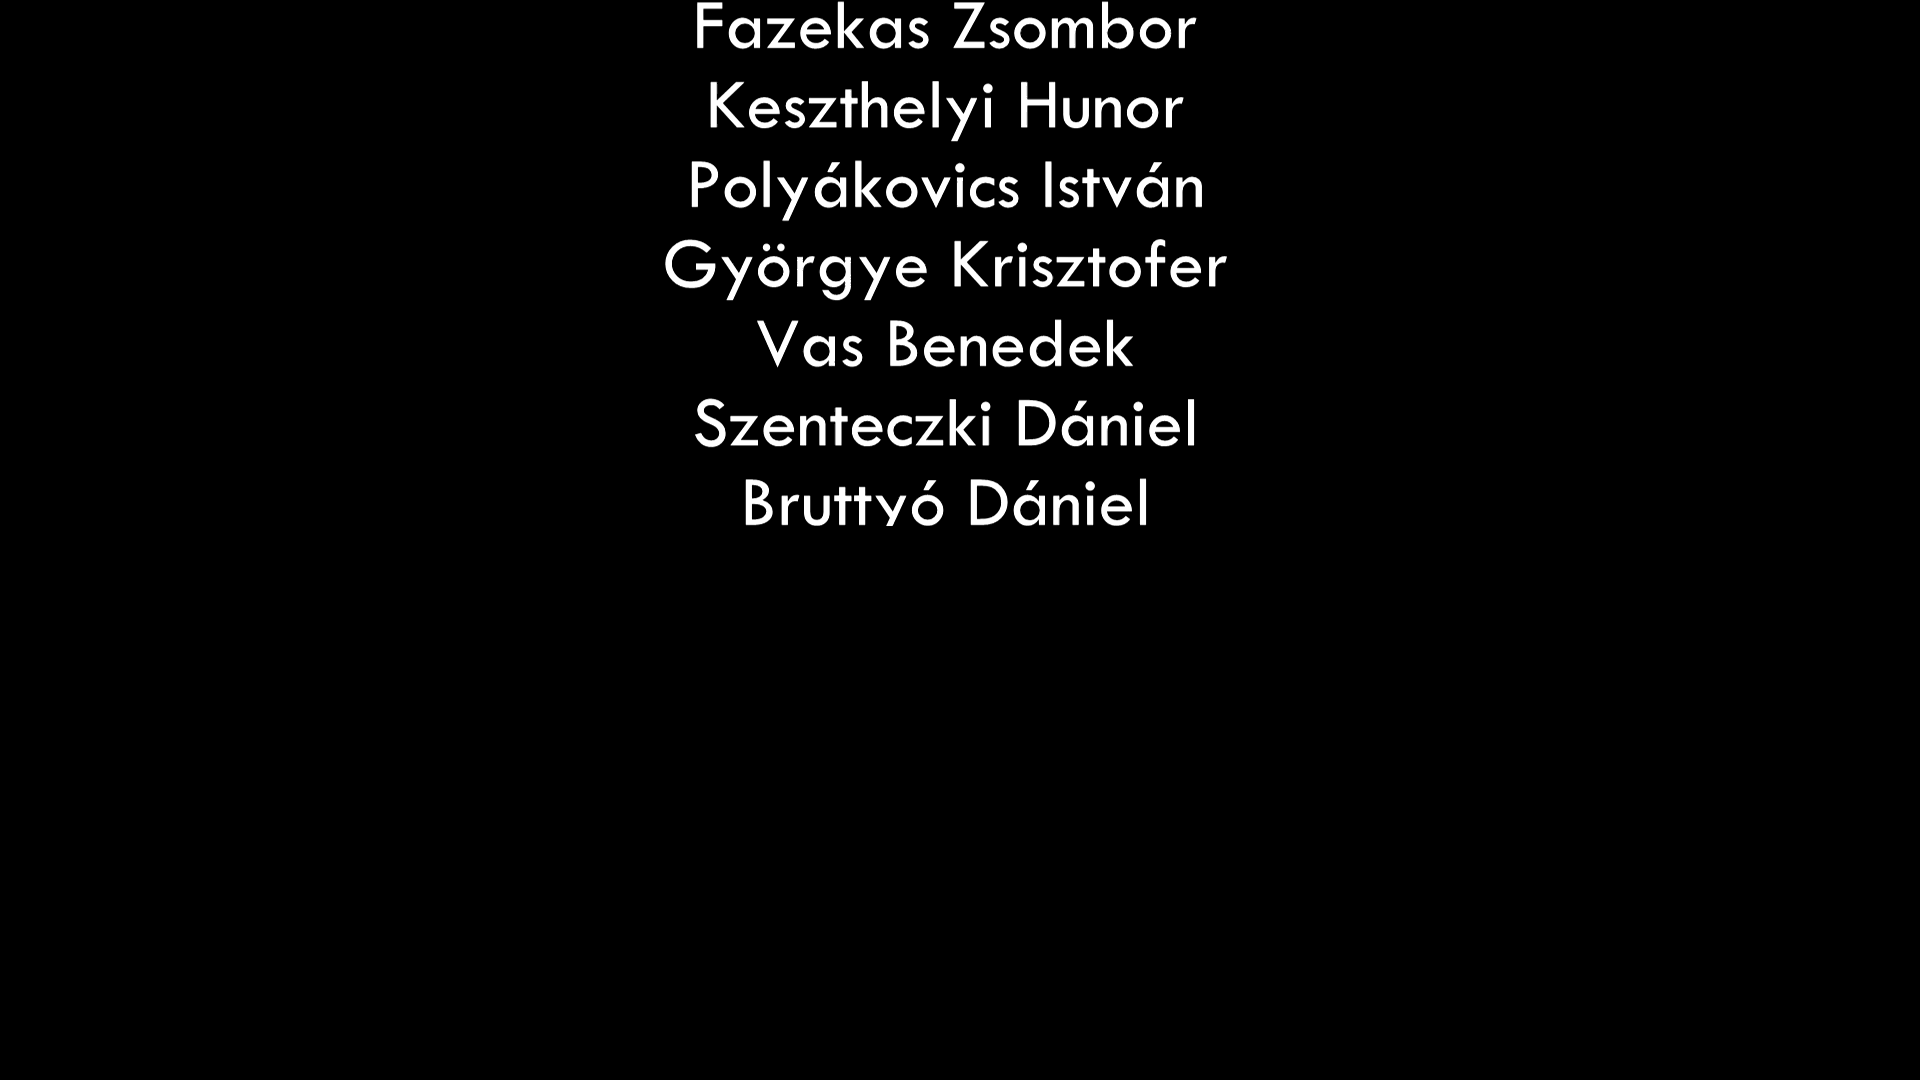 Fazekas Zsombor
Keszthelyi Hunor
Polyákovics István
Györgye Krisztofer
Vas Benedek
Szenteczki Dániel
Bruttyó Dániel